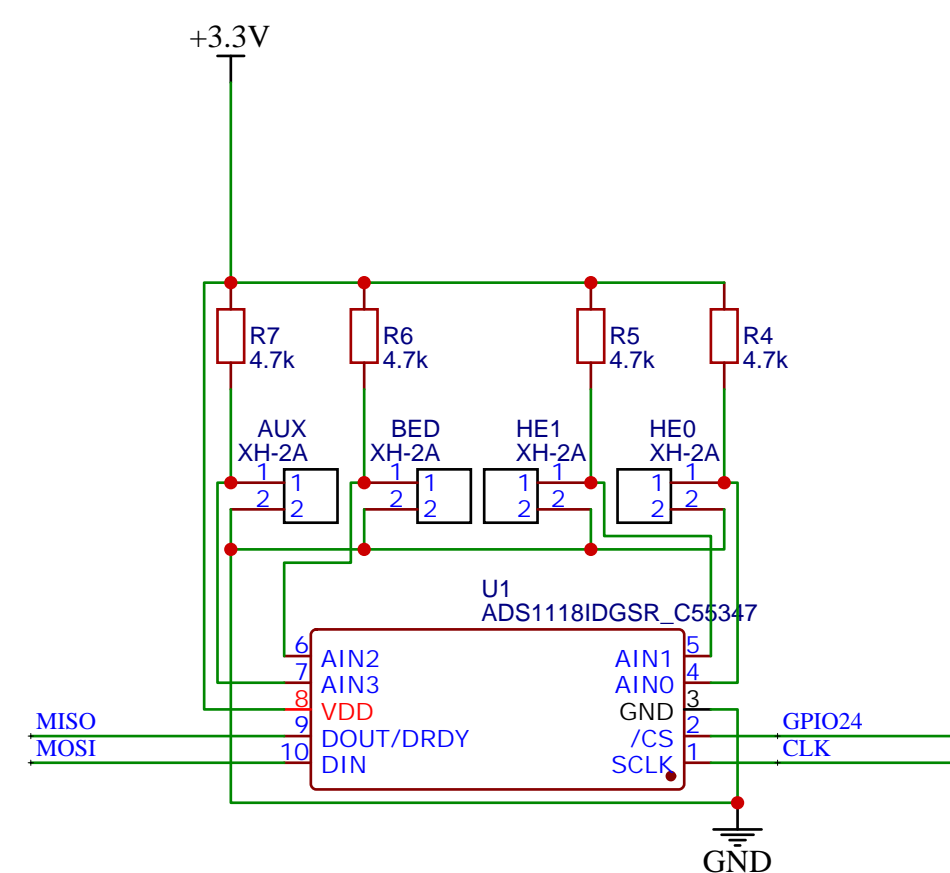 +3.3V
R7
4.7k
R6
4.7k
R5
4.7k
R4
4.7k
AUX
XH-2A
1
2
1
2
BED
XH-2A
1
2
1
2
HE1
XH-2A
1
2
1
2
HE0
XH-2A
1
2
1
2
U1
ADS1118IDGSR_C55347
6 AIN2
7 AIN3
8 VDD
9 DOUT/DRDY
10 DIN
AIN1 5
AIN0 4
GND 3
/CS 2
SCLK 1
MISO
MOSI
GPIO24
CLK
GND